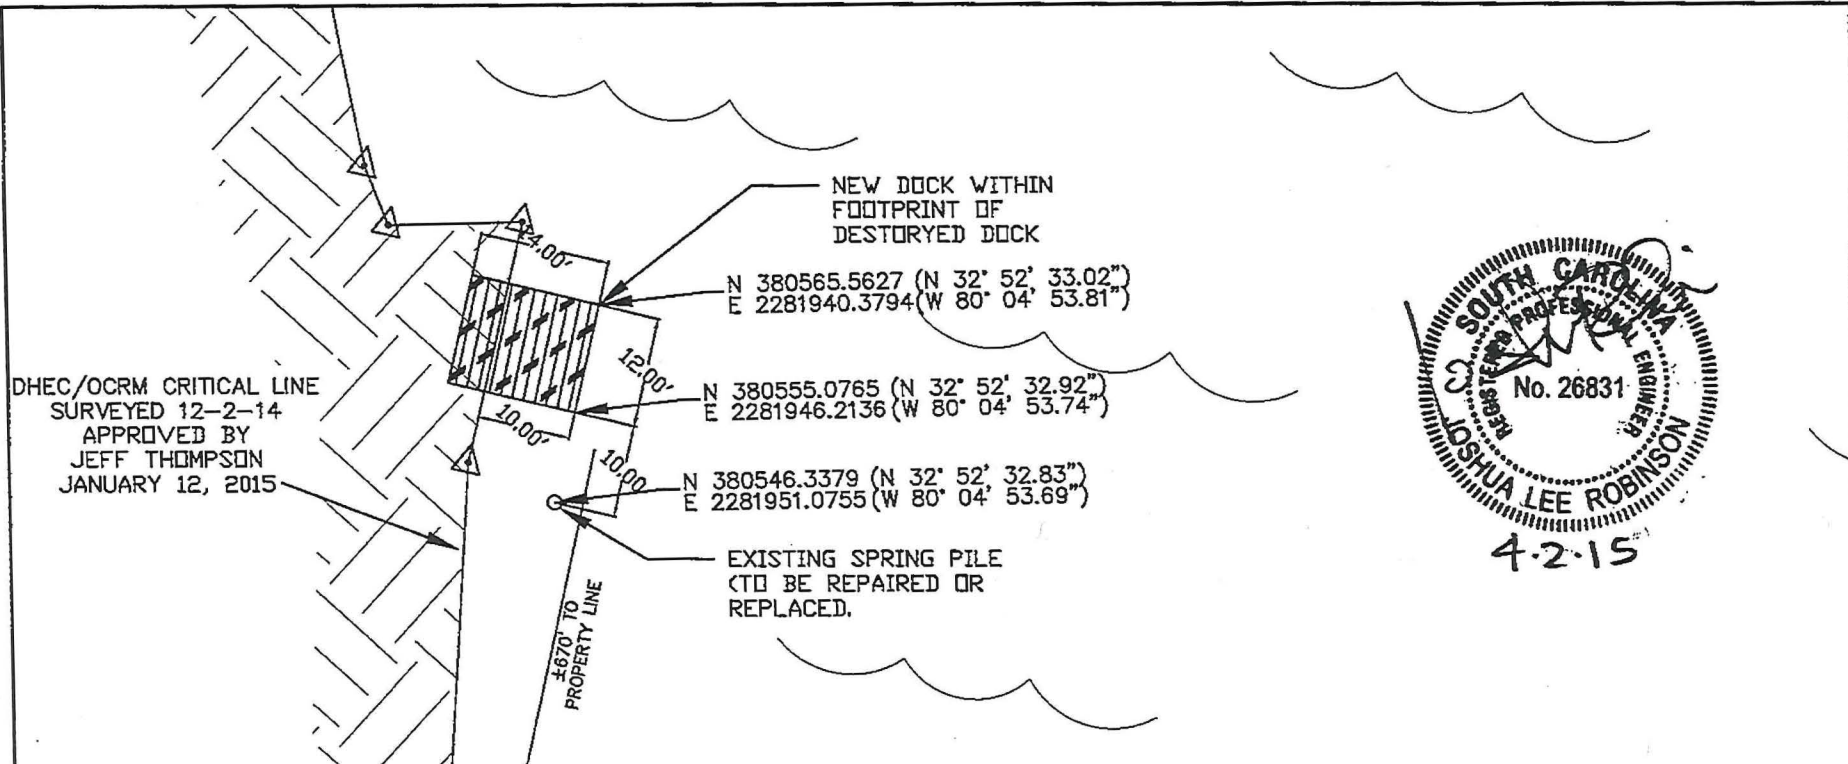 NEW DOCK WITHIN
FOOTPRINT OF
DESTORYED DOCK
14.00'
N 380565.5627 (N 32° 52' 33.02")
E 2281940.3794(W 80° 04' 53.81")
12.00'
N 380555.0765 (N 32° 52' 32.92")
E 2281946.2136(W 80° 04' 53.74")
10.00'
10.00
N 380546.3379 (N 32° 52' 32.83")
E 2281951.0755(W 80° 04' 53.69")
EXISTING SPRING PILE
(TO BE REPAIRED OR
REPLACED.
±670' TO
PROPERTY LINE
DHEC/OCRM CRITICAL LINE
SURVEYED 12-2-14
APPROVED BY
JEFF THOMPSON
JANUARY 12, 2015
SOUTH CAROLINA
REGISTERED PROFESSIONAL ENGINEER
No. 26831
JOSHUA LEE ROBINSON
4.2.15